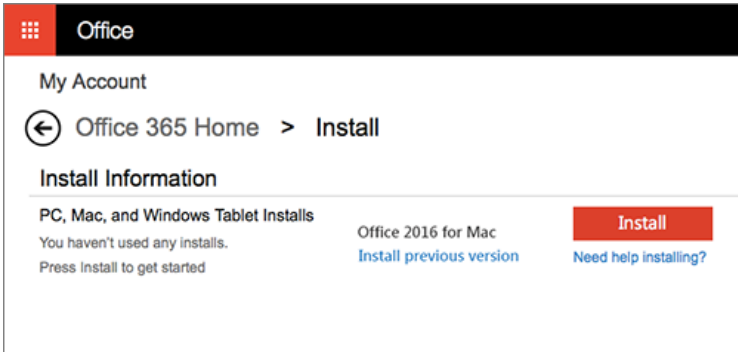 Office
My Account
Office 365 Home > Install
Install Information
PC, Mac, and Windows Tablet Installs
You haven't used any installs.
Press Install to get started
Office 2016 for Mac
Install previous version
Install
Need help installing?